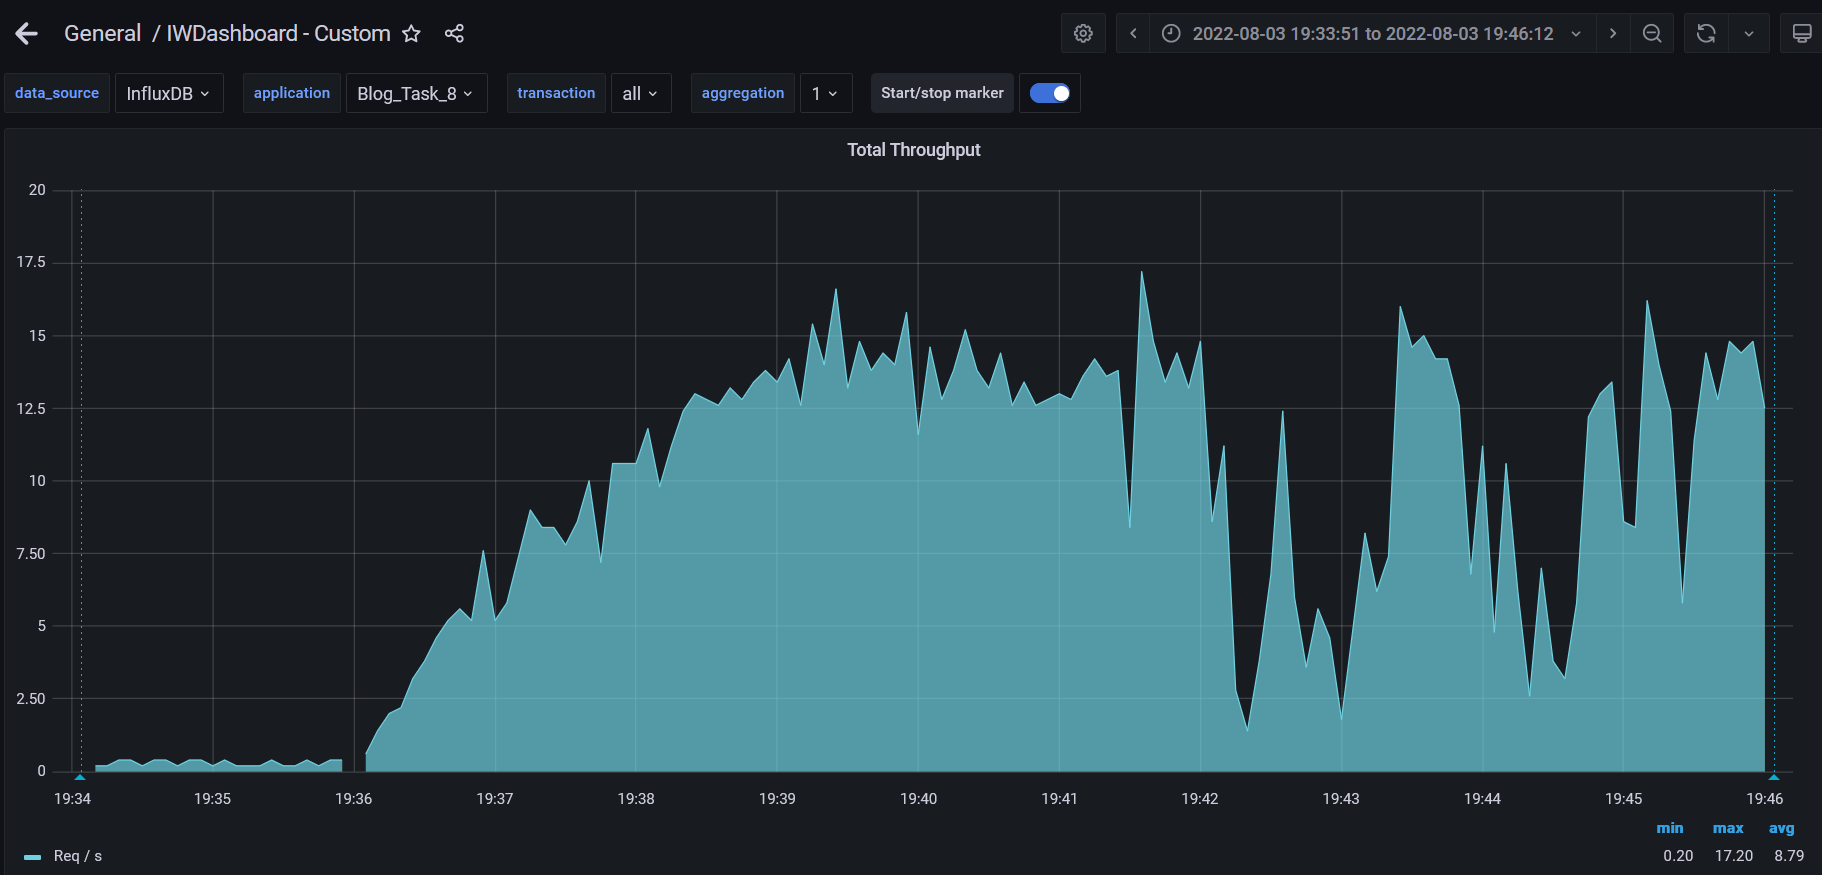 General / IWDashboard - Custom
2022-08-03 19:33:51 to 2022-08-03 19:46:12
data_source InfluxDB application Blog_Task_8 transaction all aggregation 1 Start/stop marker
Total Throughput
20
17.5
15
12.5
10
7.50
5
2.50
0
19:34 19:35 19:36 19:37 19:38 19:39 19:40 19:41 19:42 19:43 19:44 19:45 19:46
min max avg
Req / s 0.20 17.20 8.79